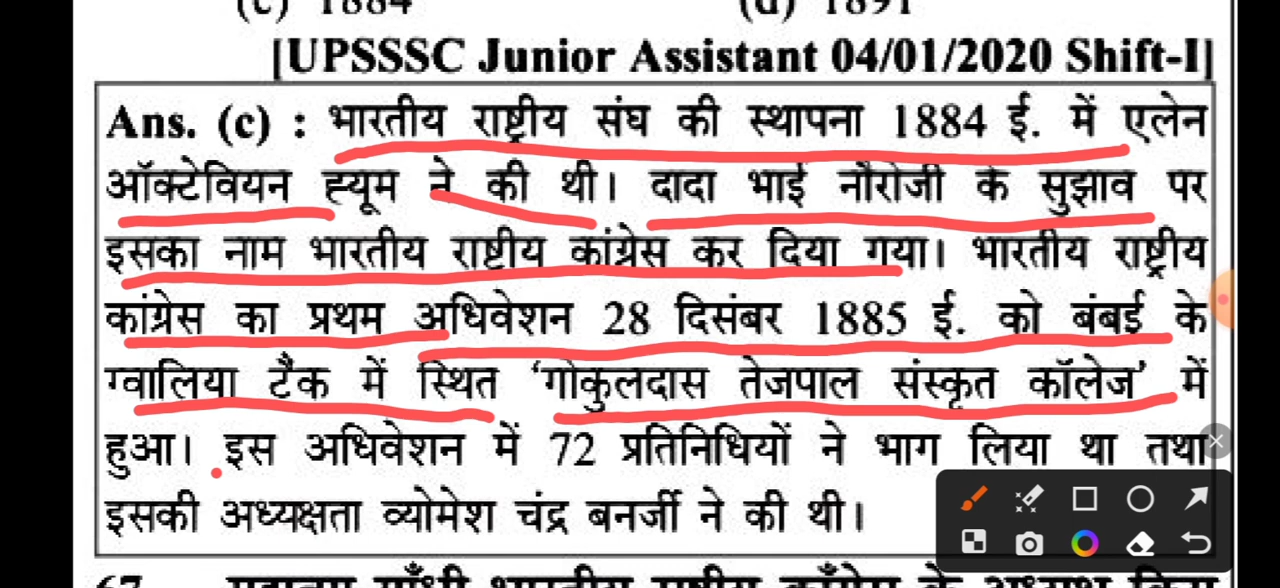 (c) 1884 (d) 1891
[UPSSSC Junior Assistant 04/01/2020 Shift-I]
Ans. (c) : भारतीय राष्ट्रीय संघ की स्थापना 1884 ई. में एलेन
ऑक्टेवियन ह्यूम ने की थी। दादा भाई नौरोजी के सुझाव पर
इसका नाम भारतीय राष्ट्रीय कांग्रेस कर दिया गया। भारतीय राष्ट्रीय
कांग्रेस का प्रथम अधिवेशन 28 दिसंबर 1885 ई. को बंबई के
ग्वालिया टैंक में स्थित ‘गोकुलदास तेजपाल संस्कृत कॉलेज’ में
हुआ। इस अधिवेशन में 72 प्रतिनिधियों ने भाग लिया था तथा
इसकी अध्यक्षता व्योमेश चंद्र बनर्जी ने की थी।